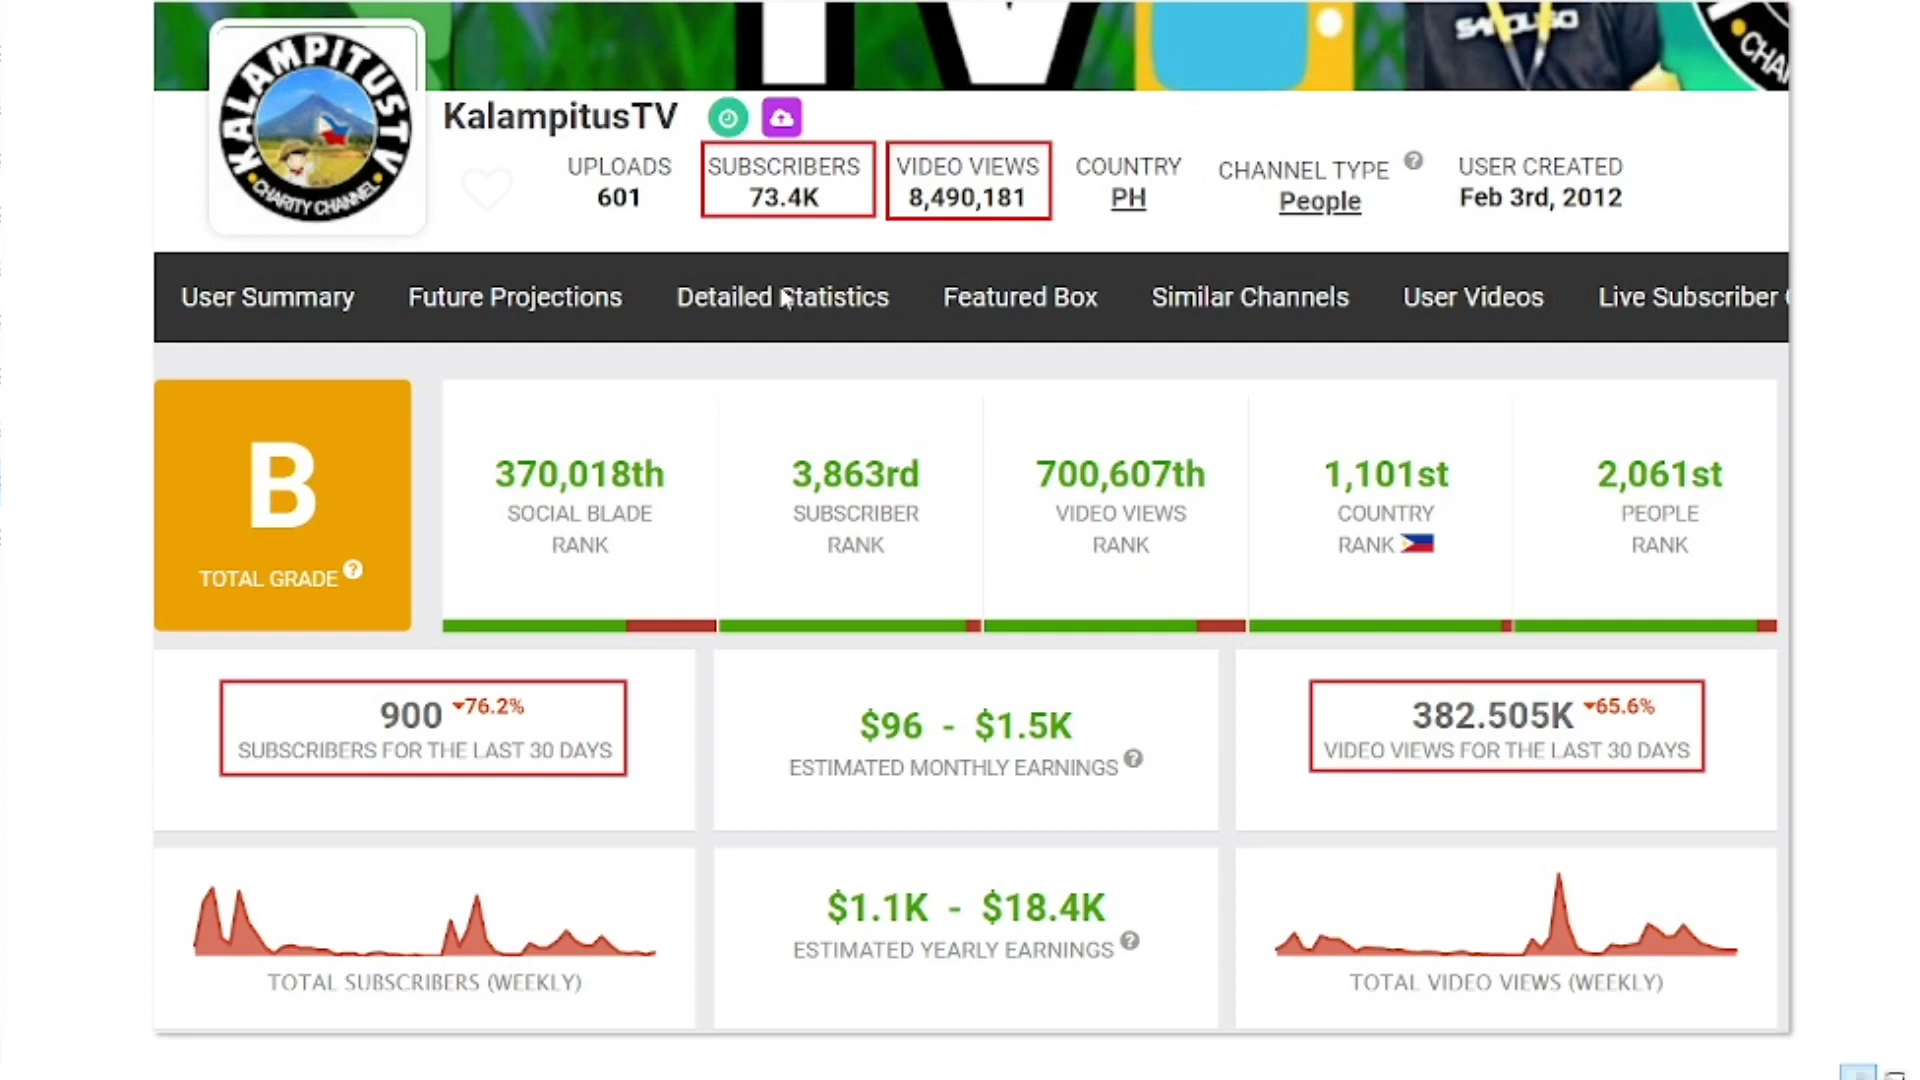 TV
SANDUGO
CHA
KALAMPITUSTV
CHARITY CHANNEL
KalampitusTV
UPLOADS
601
SUBSCRIBERS
73.4K
VIDEO VIEWS
8,490,181
COUNTRY
PH
CHANNEL TYPE ?
People
USER CREATED
Feb 3rd, 2012
User Summary
Future Projections
Detailed Statistics
Featured Box
Similar Channels
User Videos
Live Subscriber
B
TOTAL GRADE ?
370,018th
SOCIAL BLADE
RANK
3,863rd
SUBSCRIBER
RANK
700,607th
VIDEO VIEWS
RANK
1,101st
COUNTRY
RANK
2,061st
PEOPLE
RANK
900 76.2%
SUBSCRIBERS FOR THE LAST 30 DAYS
$96 - $1.5K
ESTIMATED MONTHLY EARNINGS ?
382.505K 65.6%
VIDEO VIEWS FOR THE LAST 30 DAYS
TOTAL SUBSCRIBERS (WEEKLY)
$1.1K - $18.4K
ESTIMATED YEARLY EARNINGS ?
TOTAL VIDEO VIEWS (WEEKLY)